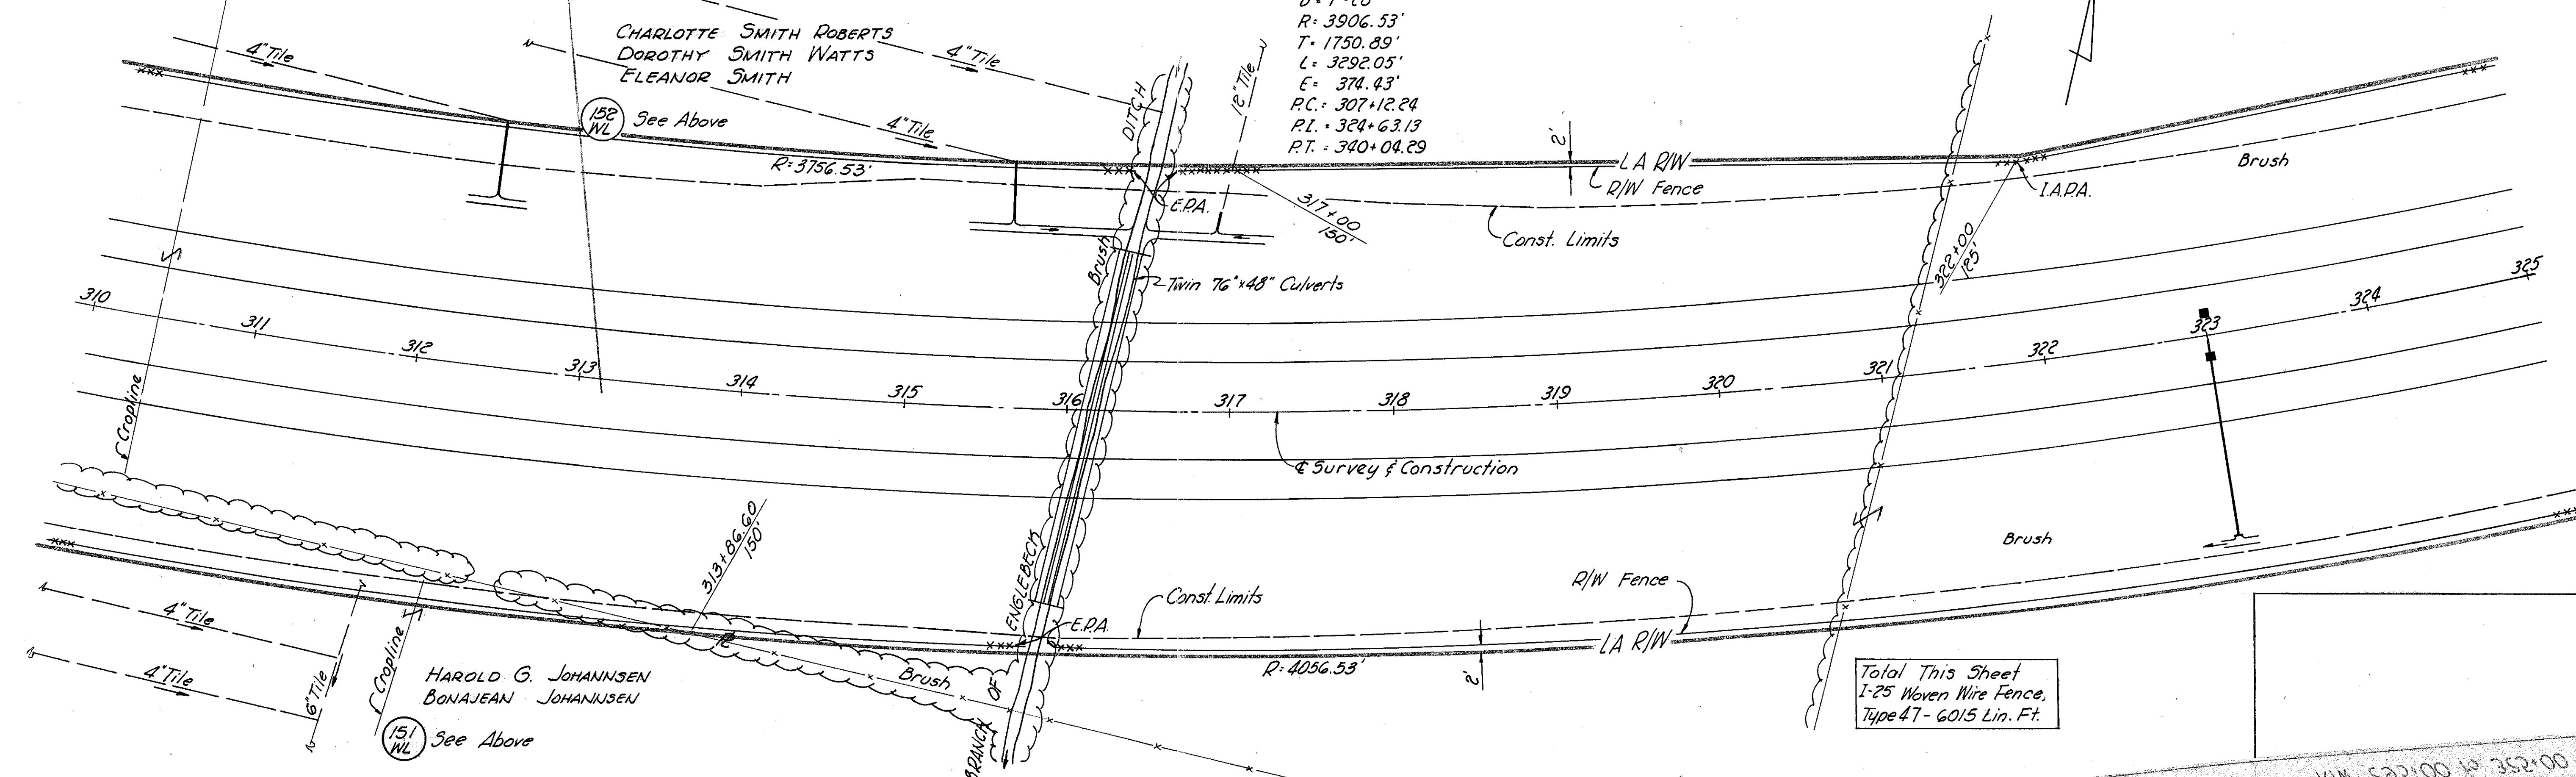 R= 3906.53'
T= 1750.89'
L= 3292.05'
E= 374.43'
P.C.= 307+12.24
P.I. = 324+63.13
P.T. = 340+04.29
CHARLOTTE SMITH ROBERTS
DOROTHY SMITH WATTS
ELEANOR SMITH
152
WL
See Above
4" Tile
4" Tile
4" Tile
12" Tile
DITCH
R=3756.53'
E.P.A.
317+00
150'
2'
LA R/W
R/W Fence
Const. Limits
I.A.P.A.
Brush
322+00
125'
Brush
Twin 76"x48" Culverts
310
311
312
313
314
315
316
317
318
319
320
321
322
323
324
325
Cropline
℄ Survey & Construction
313+86.60
150'
ENGLEBECK
OF
BRANCH
E.P.A.
Const. Limits
R/W Fence
LA R/W
Brush
R=4056.53'
2'
Brush
4" Tile
4" Tile
6" Tile
Cropline
HAROLD G. JOHANNSEN
BONAJEAN JOHANNSEN
151
WL
See Above
Total This Sheet
I-25 Woven Wire Fence,
Type 47 - 6015 Lin. Ft.